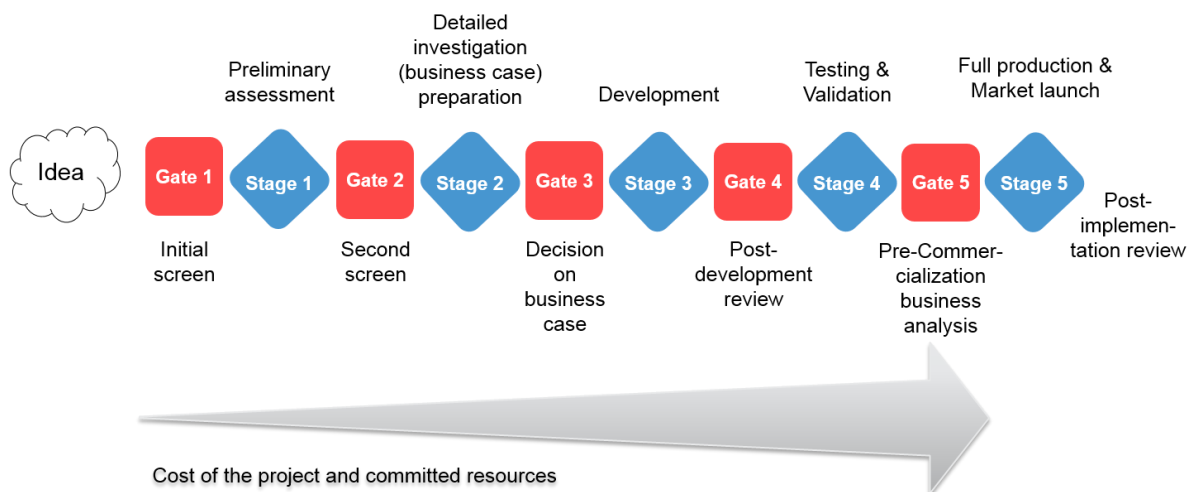 Detailed
investigation
(business case)
preparation
Preliminary
assessment
Development
Testing &
Validation
Full production &
Market launch
Idea
Gate 1
Stage 1
Gate 2
Stage 2
Gate 3
Stage 3
Gate 4
Stage 4
Gate 5
Stage 5
Initial
screen
Second
screen
Decision
on
business
case
Post-
development
review
Pre-Commer-
cialization
business
analysis
Post-
implemen-
tation review
Cost of the project and committed resources